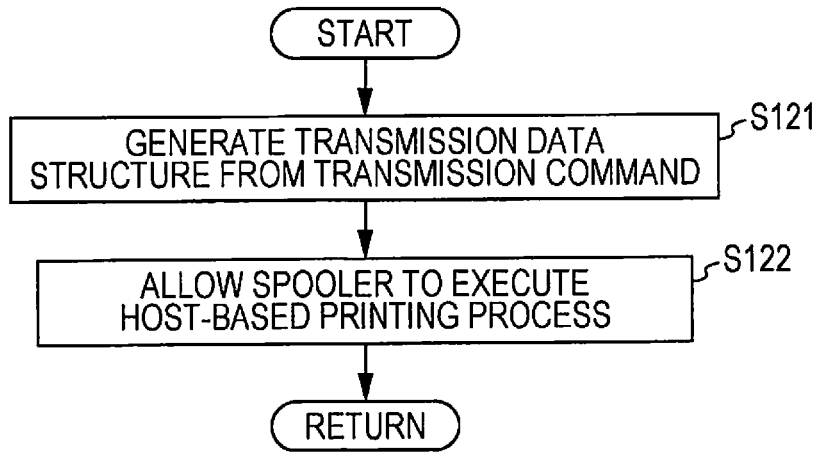 START
GENERATE TRANSMISSION DATA
STRUCTURE FROM TRANSMISSION COMMAND
S121
ALLOW SPOOLER TO EXECUTE
HOST-BASED PRINTING PROCESS
S122
RETURN